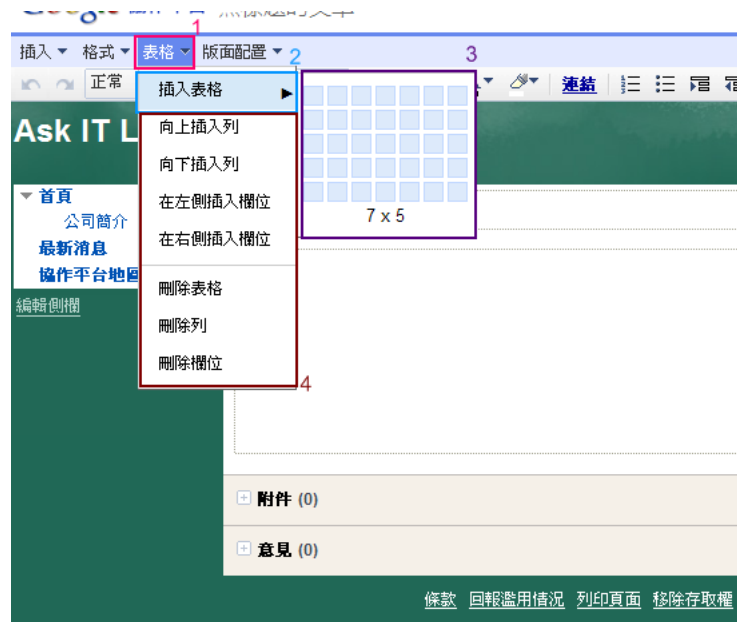 Google 協作平台
1
插入 格式 表格 版面配置
2
3
正常
連結
插入表格
向上插入列
向下插入列
在左側插入欄位
在右側插入欄位
刪除表格
刪除列
刪除欄位
4
7 x 5
Ask IT L
首頁
公司簡介
最新消息
協作平台地圖
編輯側欄
附件 (0)
意見 (0)
條款 回報濫用情況 列印頁面 移除存取權